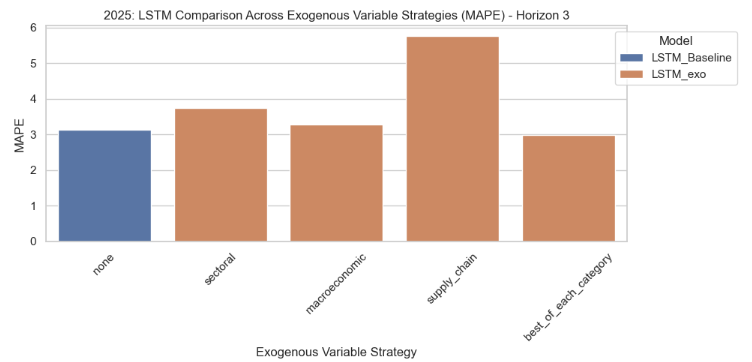 2025: LSTM Comparison Across Exogenous Variable Strategies (MAPE) - Horizon 3
Model
LSTM_Baseline
LSTM_exo
MAPE
6
5
4
3
2
1
0
none
sectoral
macroeconomic
supply_chain
best_of_each_category
Exogenous Variable Strategy